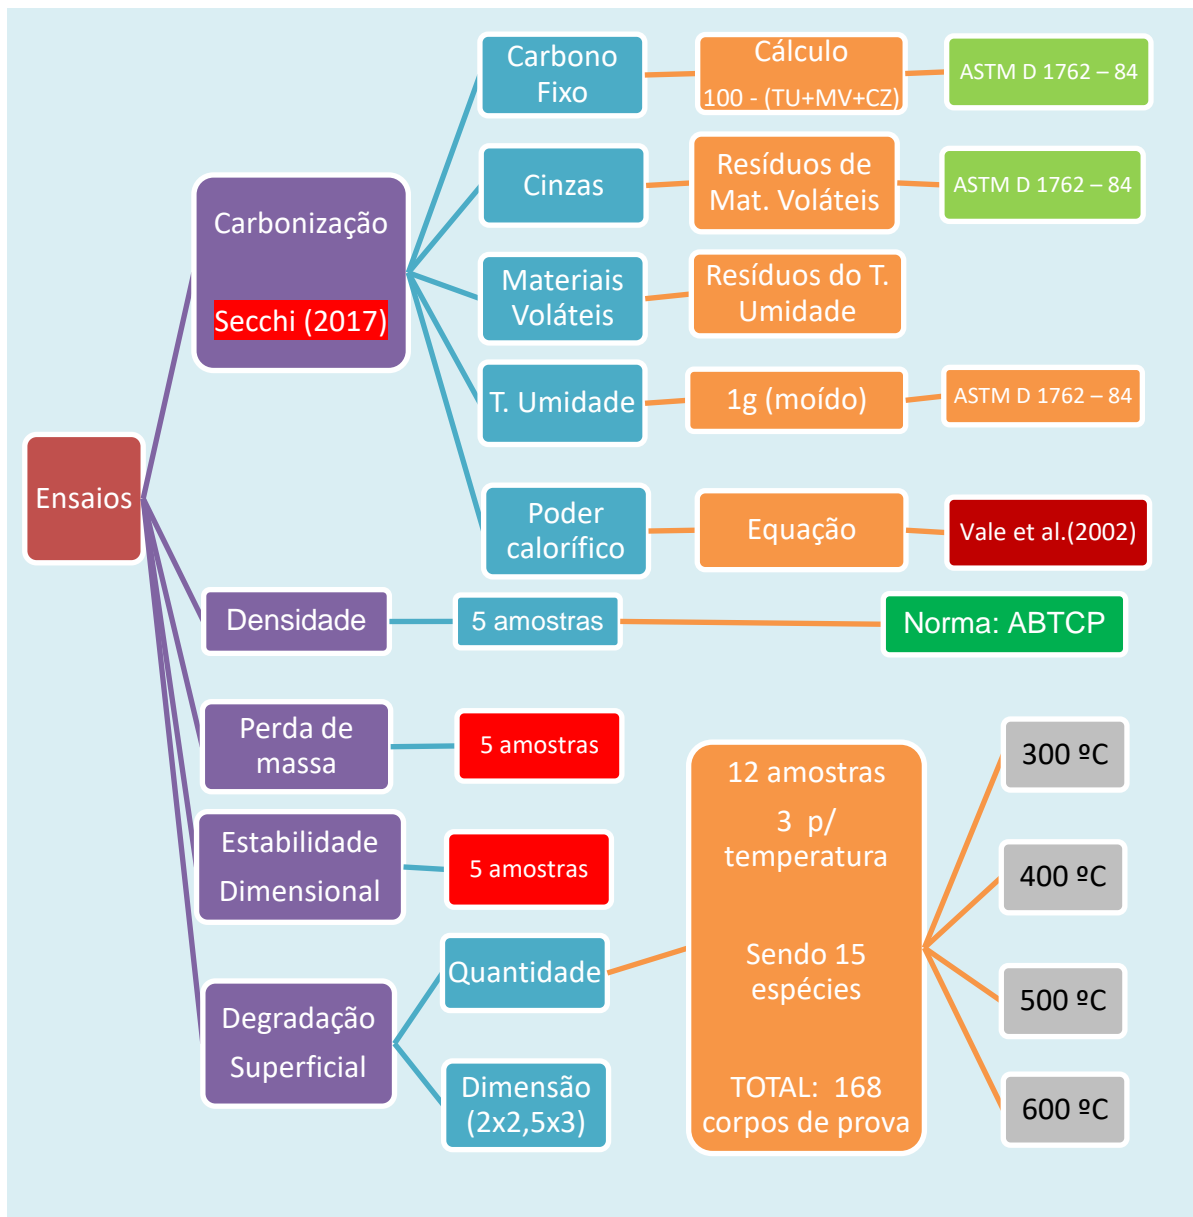 Ensaios
Carbonização
Secchi (2017)
Carbono
Fixo
Cálculo
100 - (TU+MV+CZ)
ASTM D 1762 – 84
Cinzas
Resíduos de
Mat. Voláteis
ASTM D 1762 – 84
Materiais
Voláteis
Resíduos do T.
Umidade
T. Umidade
1g (moído)
ASTM D 1762 – 84
Poder
calorífico
Equação
Vale et al.(2002)
Densidade
5 amostras
Norma: ABTCP
Perda de
massa
5 amostras
Estabilidade
Dimensional
5 amostras
Degradação
Superficial
Quantidade
12 amostras
3 p/
temperatura
Sendo 15
espécies
TOTAL: 168
corpos de prova
300 ºC
400 ºC
500 ºC
600 ºC
Dimensão
(2x2,5x3)